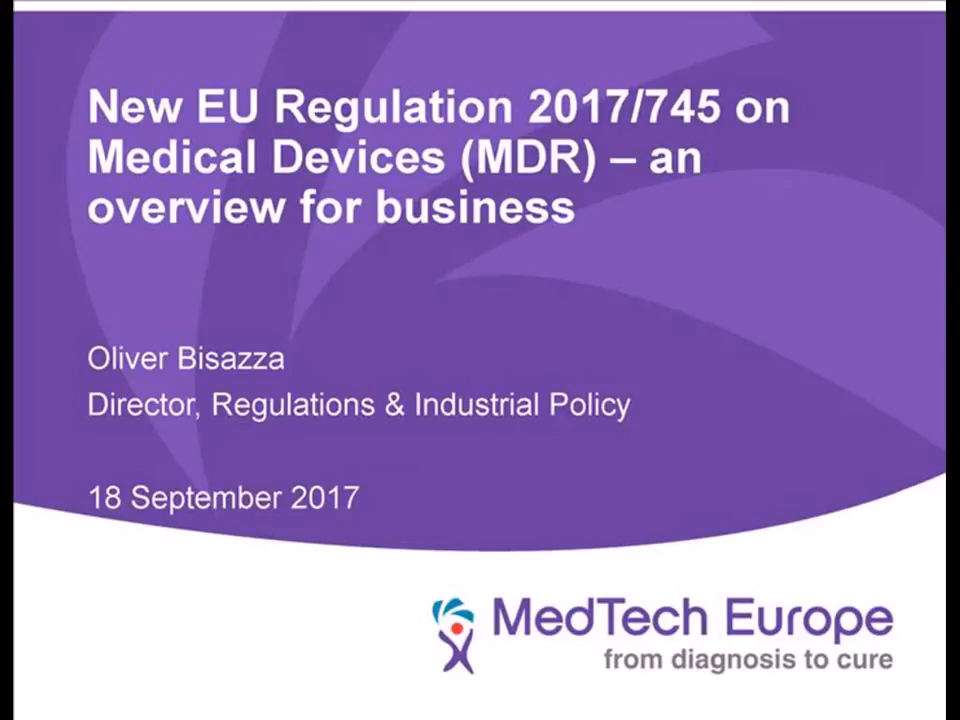 New EU Regulation 2017/745 on
Medical Devices (MDR) – an
overview for business
Oliver Bisazza
Director, Regulations & Industrial Policy
18 September 2017
MedTech Europe
from diagnosis to cure